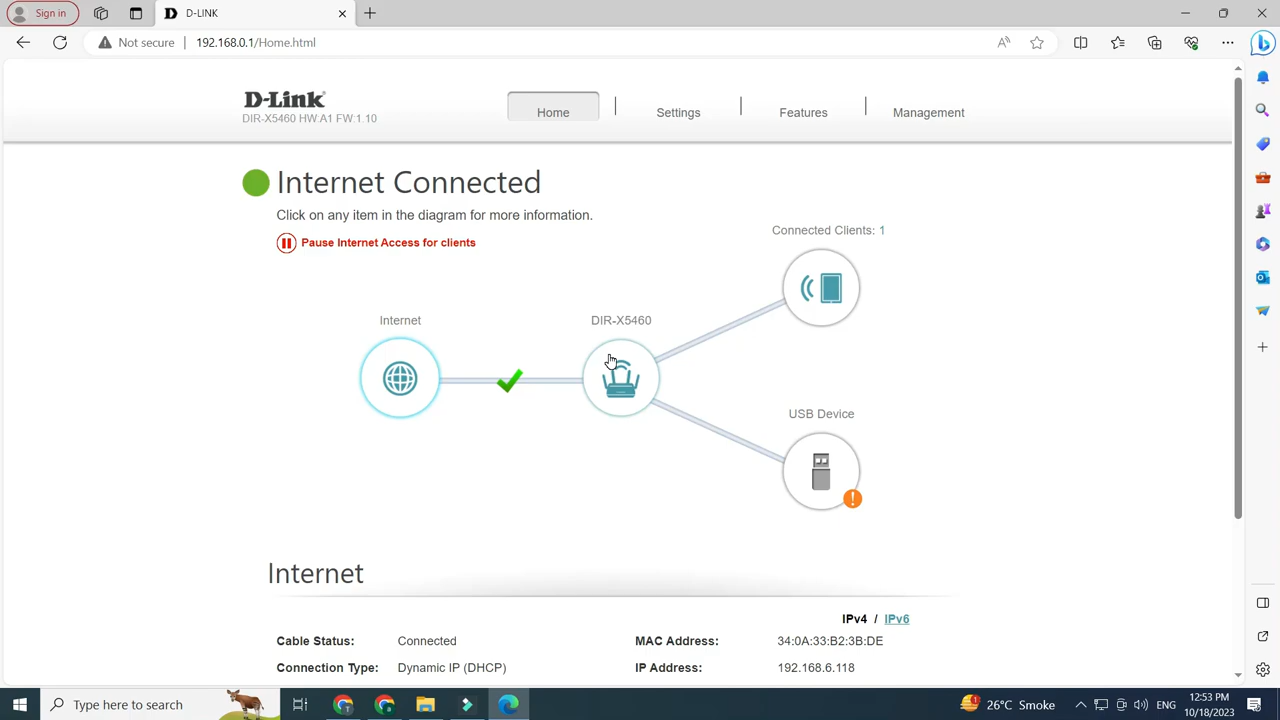 Sign in
D-LINK
Not secure
192.168.0.1/Home.html
D-Link
DIR-X5460 HW:A1 FW:1.10
Home
Settings
Features
Management
Internet Connected
Click on any item in the diagram for more information.
Pause Internet Access for clients
Connected Clients: 1
Internet
DIR-X5460
USB Device
Internet
IPv4 / IPv6
Cable Status: Connected
MAC Address: 34:0A:33:B2:3B:DE
Connection Type: Dynamic IP (DHCP)
IP Address: 192.168.6.118
Type here to search
26°C Smoke
ENG
12:53 PM
10/18/2023